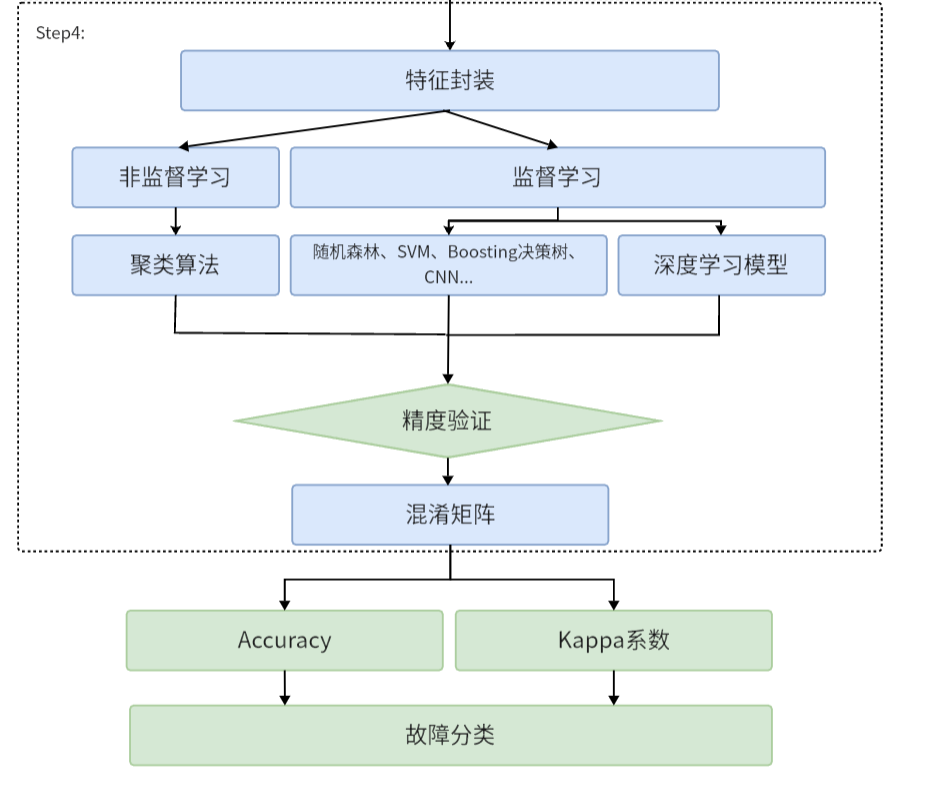 Step4:
特征封装
非监督学习
监督学习
聚类算法
随机森林、SVM、Boosting决策树、
CNN...
深度学习模型
精度验证
混淆矩阵
Accuracy
Kappa系数
故障分类